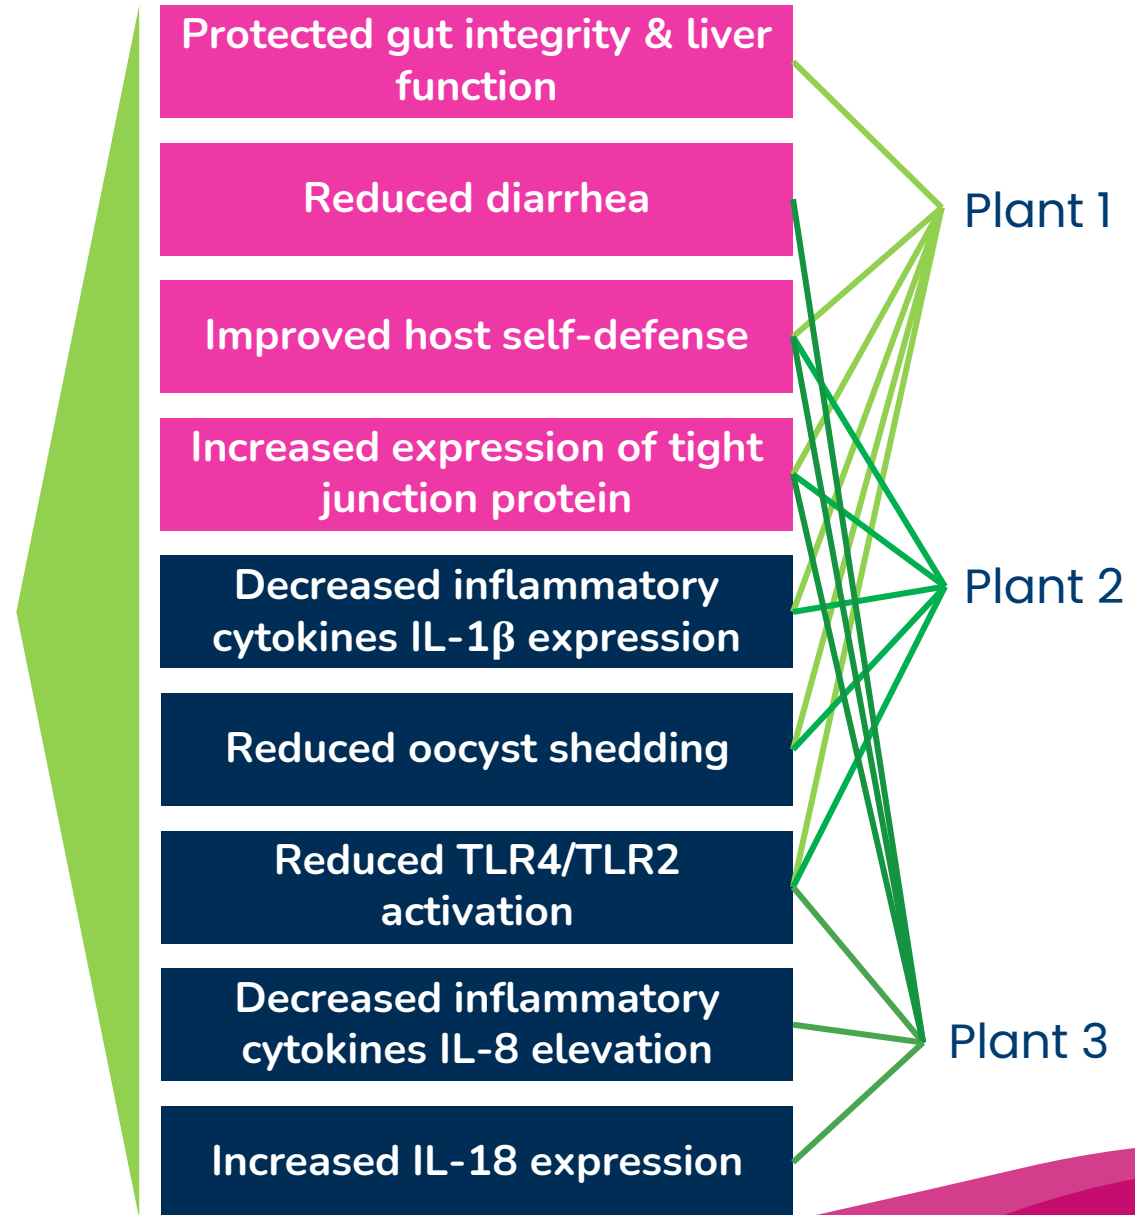 Protected gut integrity & liver
function
Reduced diarrhea
Plant 1
Improved host self-defense
Increased expression of tight
junction protein
Decreased inflammatory
cytokines IL-1β expression
Plant 2
Reduced oocyst shedding
Reduced TLR4/TLR2
activation
Decreased inflammatory
cytokines IL-8 elevation
Plant 3
Increased IL-18 expression